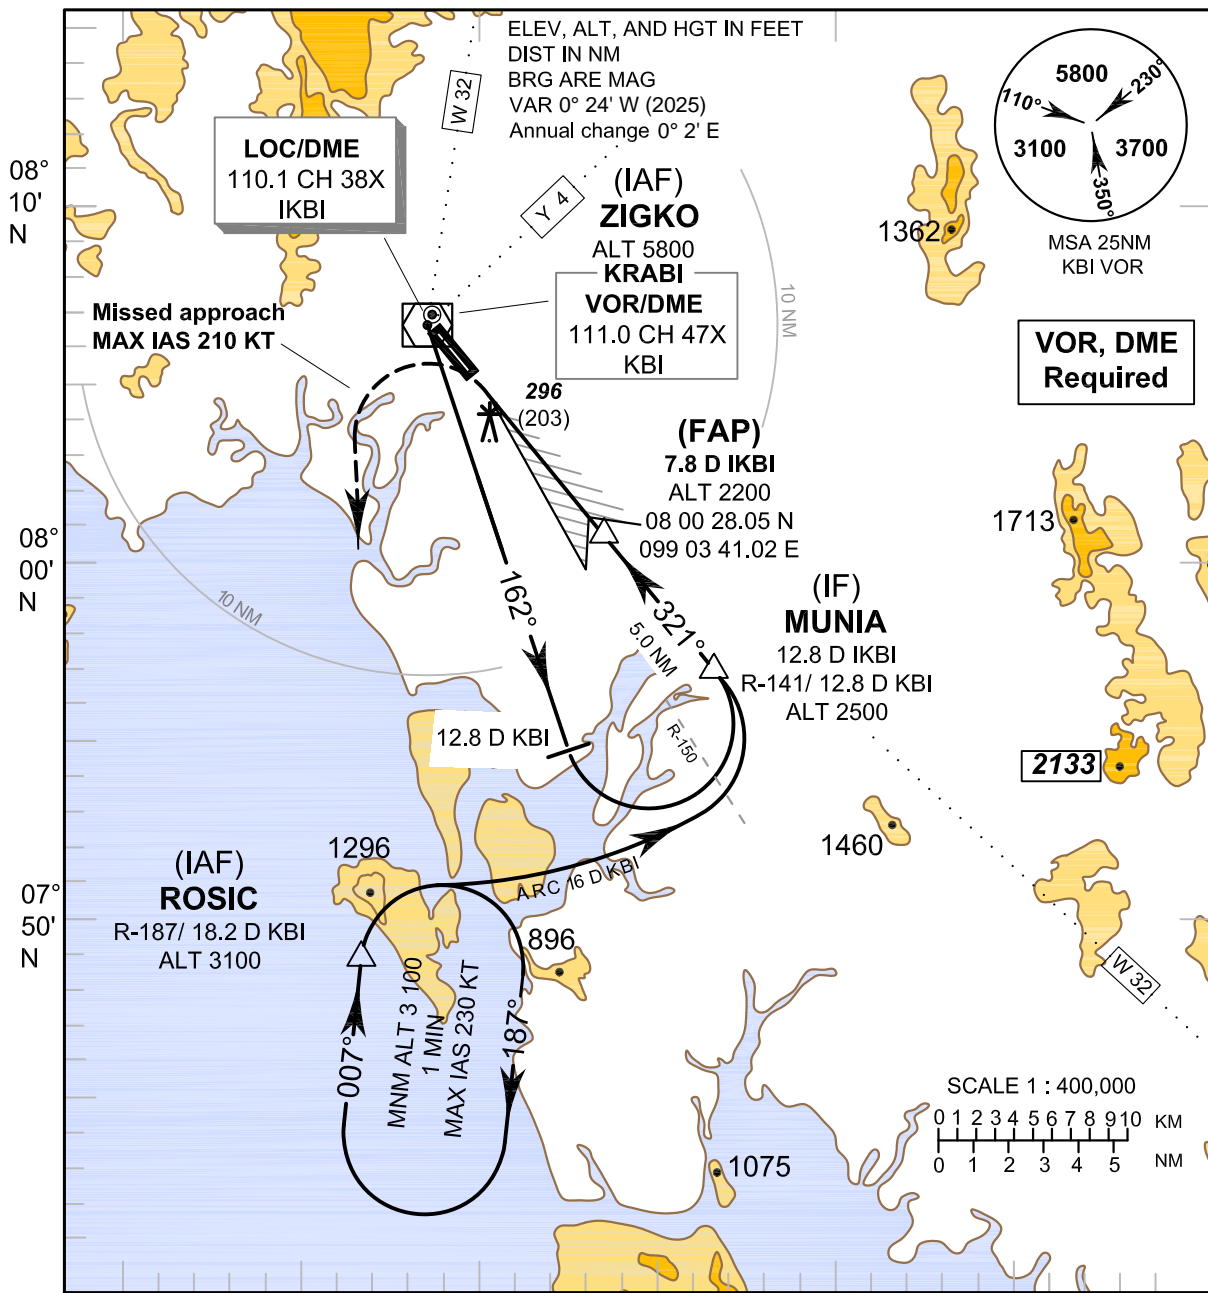 ELEV, ALT, AND HGT IN FEET
DIST IN NM
BRG ARE MAG
VAR 0° 24' W (2025)
Annual change 0° 2' E
W 32
Y 4
5800
230°
110°
3100
3700
350°
MSA 25NM
KBI VOR
LOC/DME
110.1 CH 38X
IKBI
08°
10'
N
(IAF)
ZIGKO
ALT 5800
KRABI
VOR/DME
111.0 CH 47X
KBI
1362
10 NM
Missed approach
MAX IAS 210 KT
VOR, DME
Required
296
(203)
(FAP)
7.8 D IKBI
ALT 2200
08 00 28.05 N
099 03 41.02 E
1713
08°
00'
N
10 NM
162°
321°
5.0 NM
(IF)
MUNIA
12.8 D IKBI
R-141/ 12.8 D KBI
ALT 2500
12.8 D KBI
R-150
2133
1460
1296
(IAF)
ROSIC
R-187/ 18.2 D KBI
ALT 3100
ARC 16 D KBI
07°
50'
N
896
W 32
007°
MNM ALT 3 100
1 MIN
MAX IAS 230 KT
187°
1075
SCALE 1 : 400,000
0 1 2 3 4 5 6 7 8 9 10 KM
0 1 2 3 4 5 NM